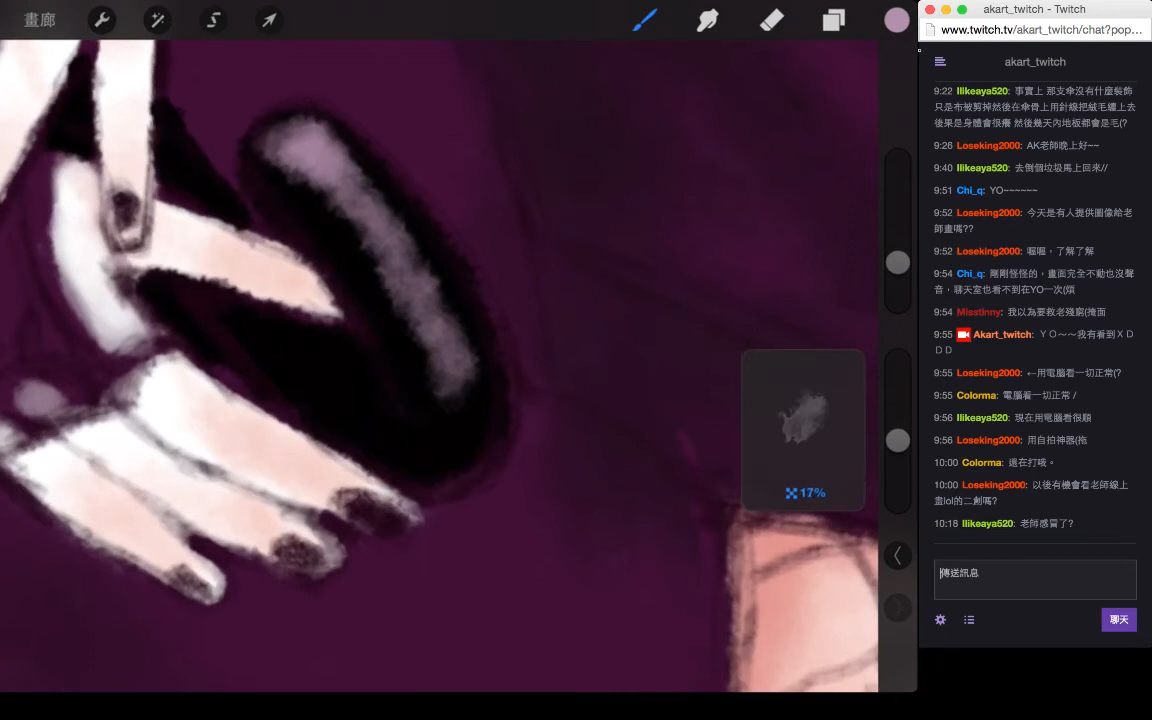 畫廊
17%
akart_twitch - Twitch
www.twitch.tv/akart_twitch/chat?pop...
akart_twitch
9:22 Ilikeaya520: 事實上 那支傘沒有什麼裝飾
只是布被剪掉然後在傘骨上用針線把絨毛纏上去
後果是身體會很癢 然後幾天內地板都會是毛(?
9:26 Loseking2000: AK老師晚上好~~
9:40 Ilikeaya520: 去倒個垃圾馬上回來//
9:51 Chi_q: YO~~~~~~
9:52 Loseking2000: 今天是有人提供圖像給老
師畫嗎??
9:52 Loseking2000: 喔喔，了解了解
9:54 Chi_q: 剛剛怪怪的，畫面完全不動也沒聲
音，聊天室也看不到在YO一次(煩
9:54 Misstinny: 我以為要救老殘窮(掩面
9:55 Akart_twitch: ＹＯ～～我有看到ＸＤ
ＤＤ
9:55 Loseking2000: ←用電腦看一切正常(?
9:55 Colorma: 電腦看一切正常 /
9:56 Ilikeaya520: 現在用電腦看很順
9:56 Loseking2000: 用自拍神器(拖
10:00 Colorma: 還在打哦。
10:00 Loseking2000: 以後有機會看老師線上
畫lol的二創嗎?
10:18 Ilikeaya520: 老師感冒了?
傳送訊息
聊天